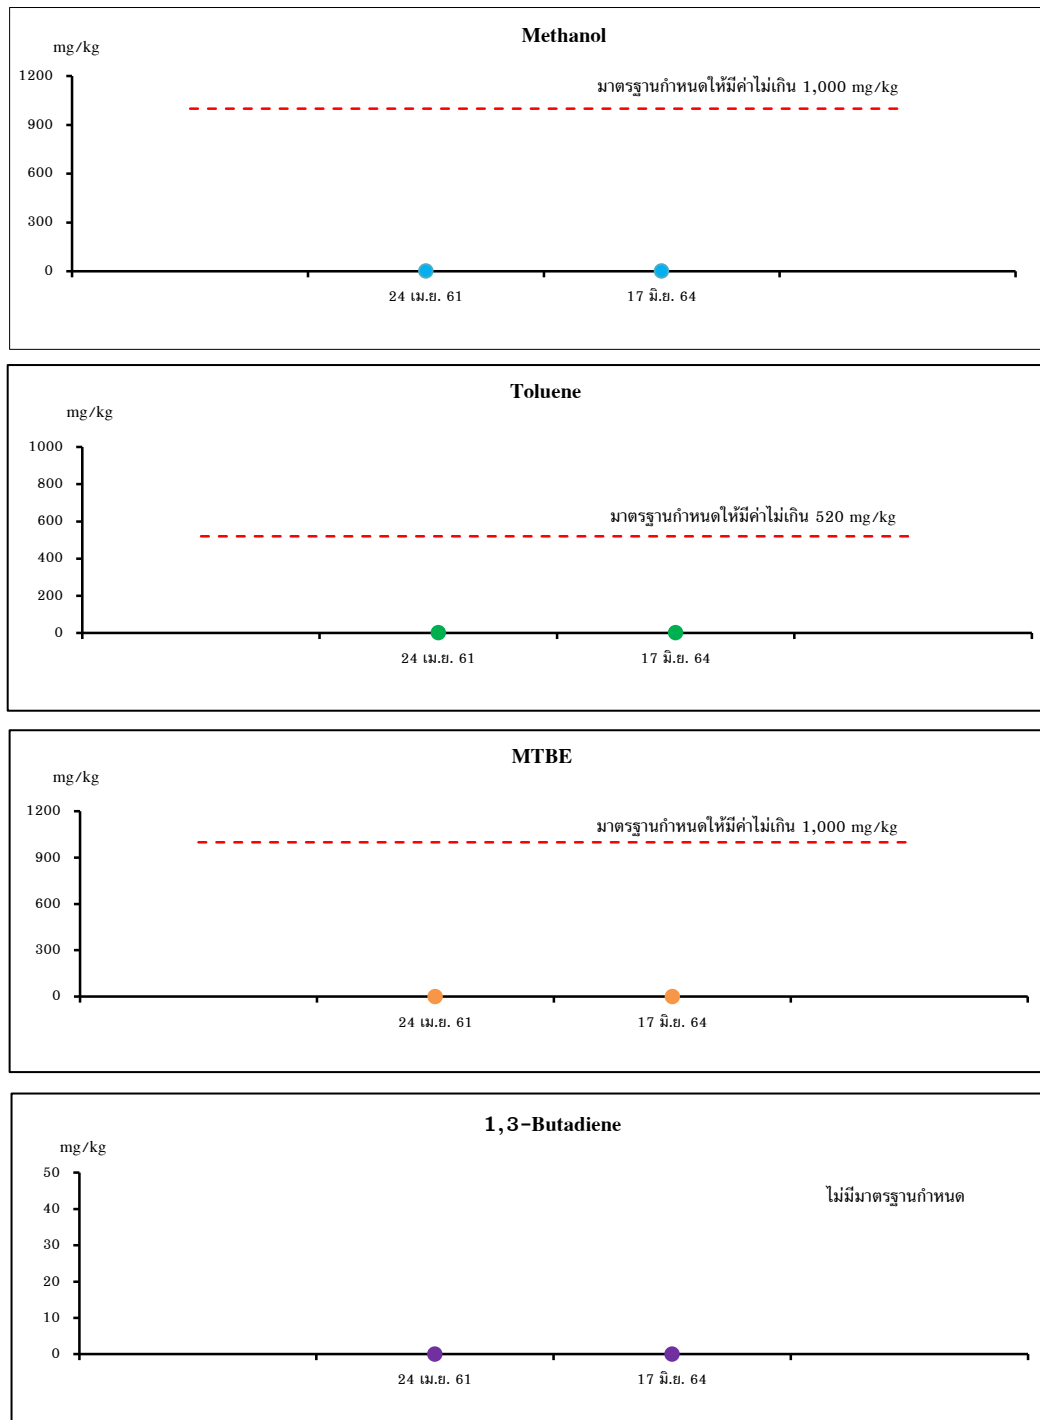 Methanol
mg/kg
1200
มาตรฐานกำหนดให้มีค่าไม่เกิน 1,000 mg/kg
900
600
300
0
24 เม.ย. 61 17 มิ.ย. 64
Toluene
mg/kg
1000
800
600
มาตรฐานกำหนดให้มีค่าไม่เกิน 520 mg/kg
400
200
0
24 เม.ย. 61 17 มิ.ย. 64
MTBE
mg/kg
1200
มาตรฐานกำหนดให้มีค่าไม่เกิน 1,000 mg/kg
900
600
300
0
24 เม.ย. 61 17 มิ.ย. 64
1,3-Butadiene
mg/kg
50
ไม่มีมาตรฐานกำหนด
40
30
20
10
0
24 เม.ย. 61 17 มิ.ย. 64